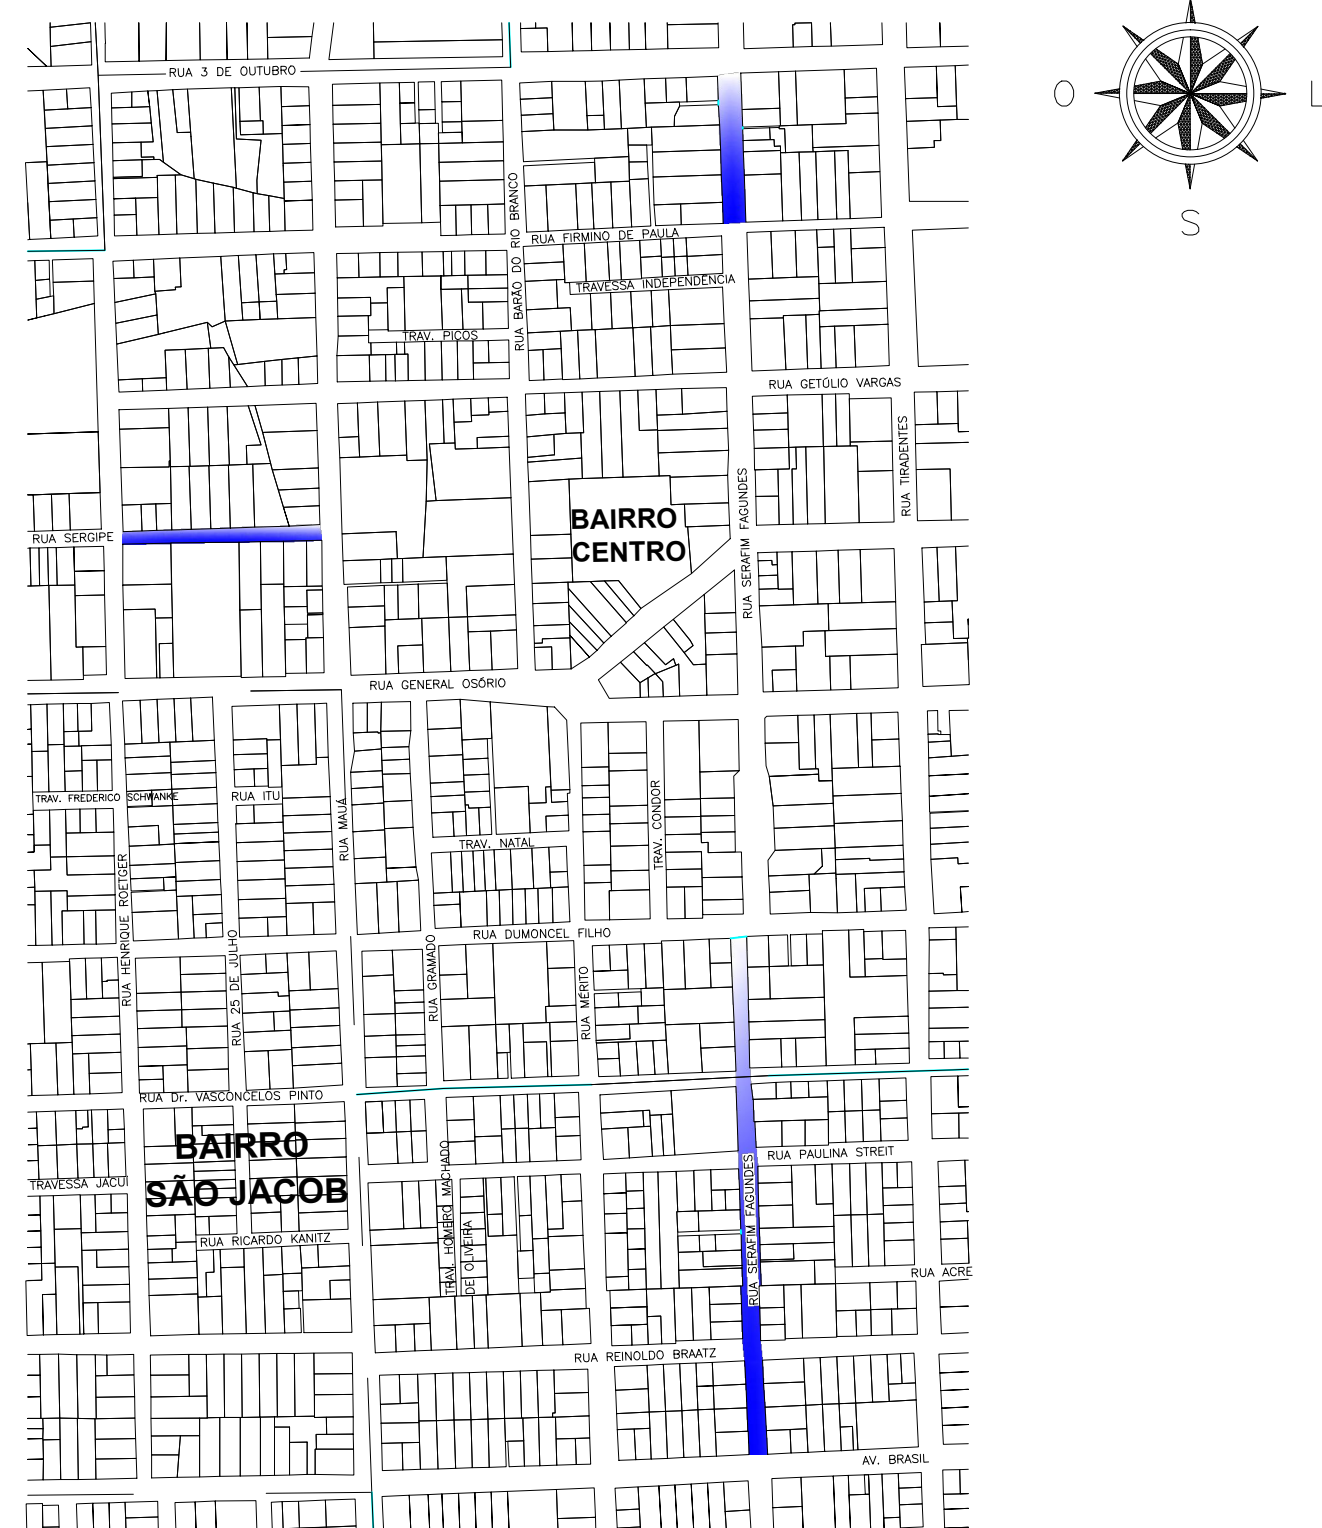 RUA 3 DE OUTUBRO
O
L
S
RUA BARÃO DO RIO BRANCO
RUA FIRMINO DE PAULA
TRAVESSA INDEPENDÊNCIA
TRAV. PICOS
RUA GETÚLIO VARGAS
RUA TIRADENTES
RUA SERAFIM FAGUNDES
BAIRRO
CENTRO
RUA SERGIPE
RUA GENERAL OSÓRIO
TRAV. FREDERICO SCHWANKE
RUA ITU
RUA MAUÁ
TRAV. CONDOR
TRAV. NATAL
RUA HENRIQUE ROETGER
RUA 25 DE JULHO
RUA DUMONCEL FILHO
RUA GRAMADO
RUA MÉRITO
RUA Dr. VASCONCELOS PINTO
BAIRRO
SÃO JACOB
TRAVESSA JACUÍ
RUA RICARDO KANITZ
TRAV. HOMERO MACHADO
DE OLIVEIRA
RUA PAULINA STREIT
RUA SERAFIM FAGUNDES
RUA ACRE
RUA REINOLDO BRAATZ
AV. BRASIL